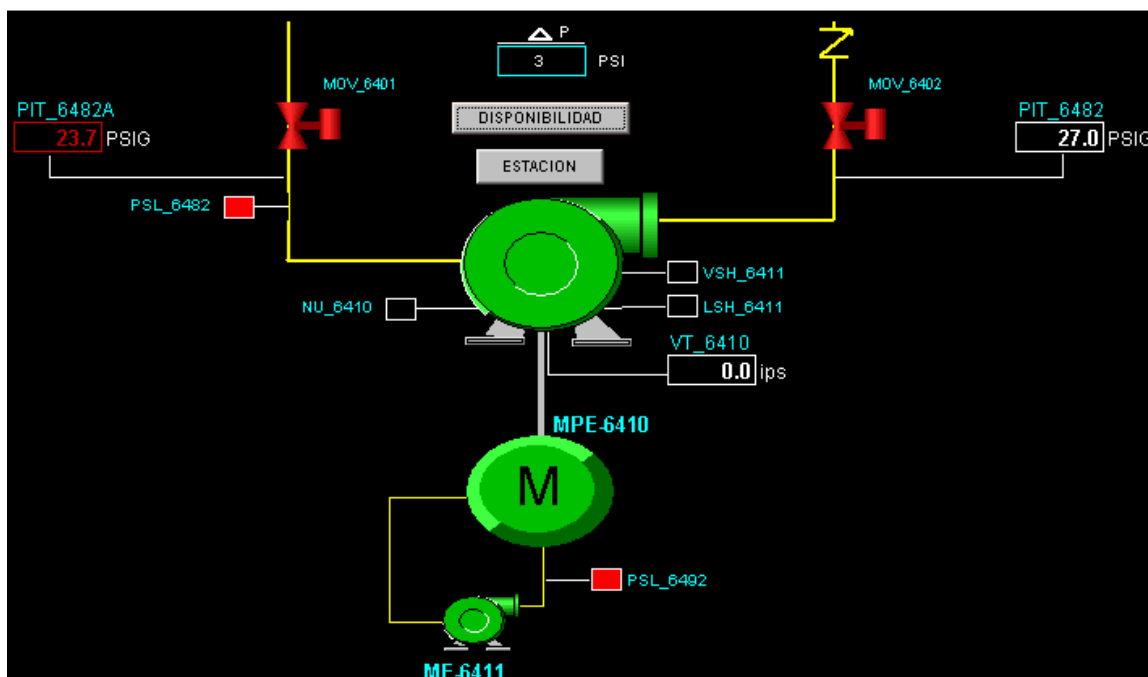 P
3 PSI
MOV_6401
MOV_6402
PIT_6482A
23.7 PSIG
PIT_6482
27.0 PSIG
DISPONIBILIDAD
ESTACION
PSL_6482
VSH_6411
NU_6410
LSH_6411
VT_6410
0.0 ips
MPE-6410
M
PSL_6492
ME-6411